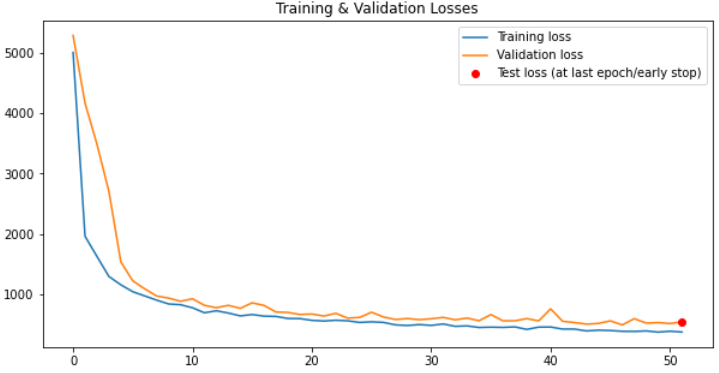 Training & Validation Losses
Training loss
Validation loss
Test loss (at last epoch/early stop)
5000
4000
3000
2000
1000
0
10
20
30
40
50